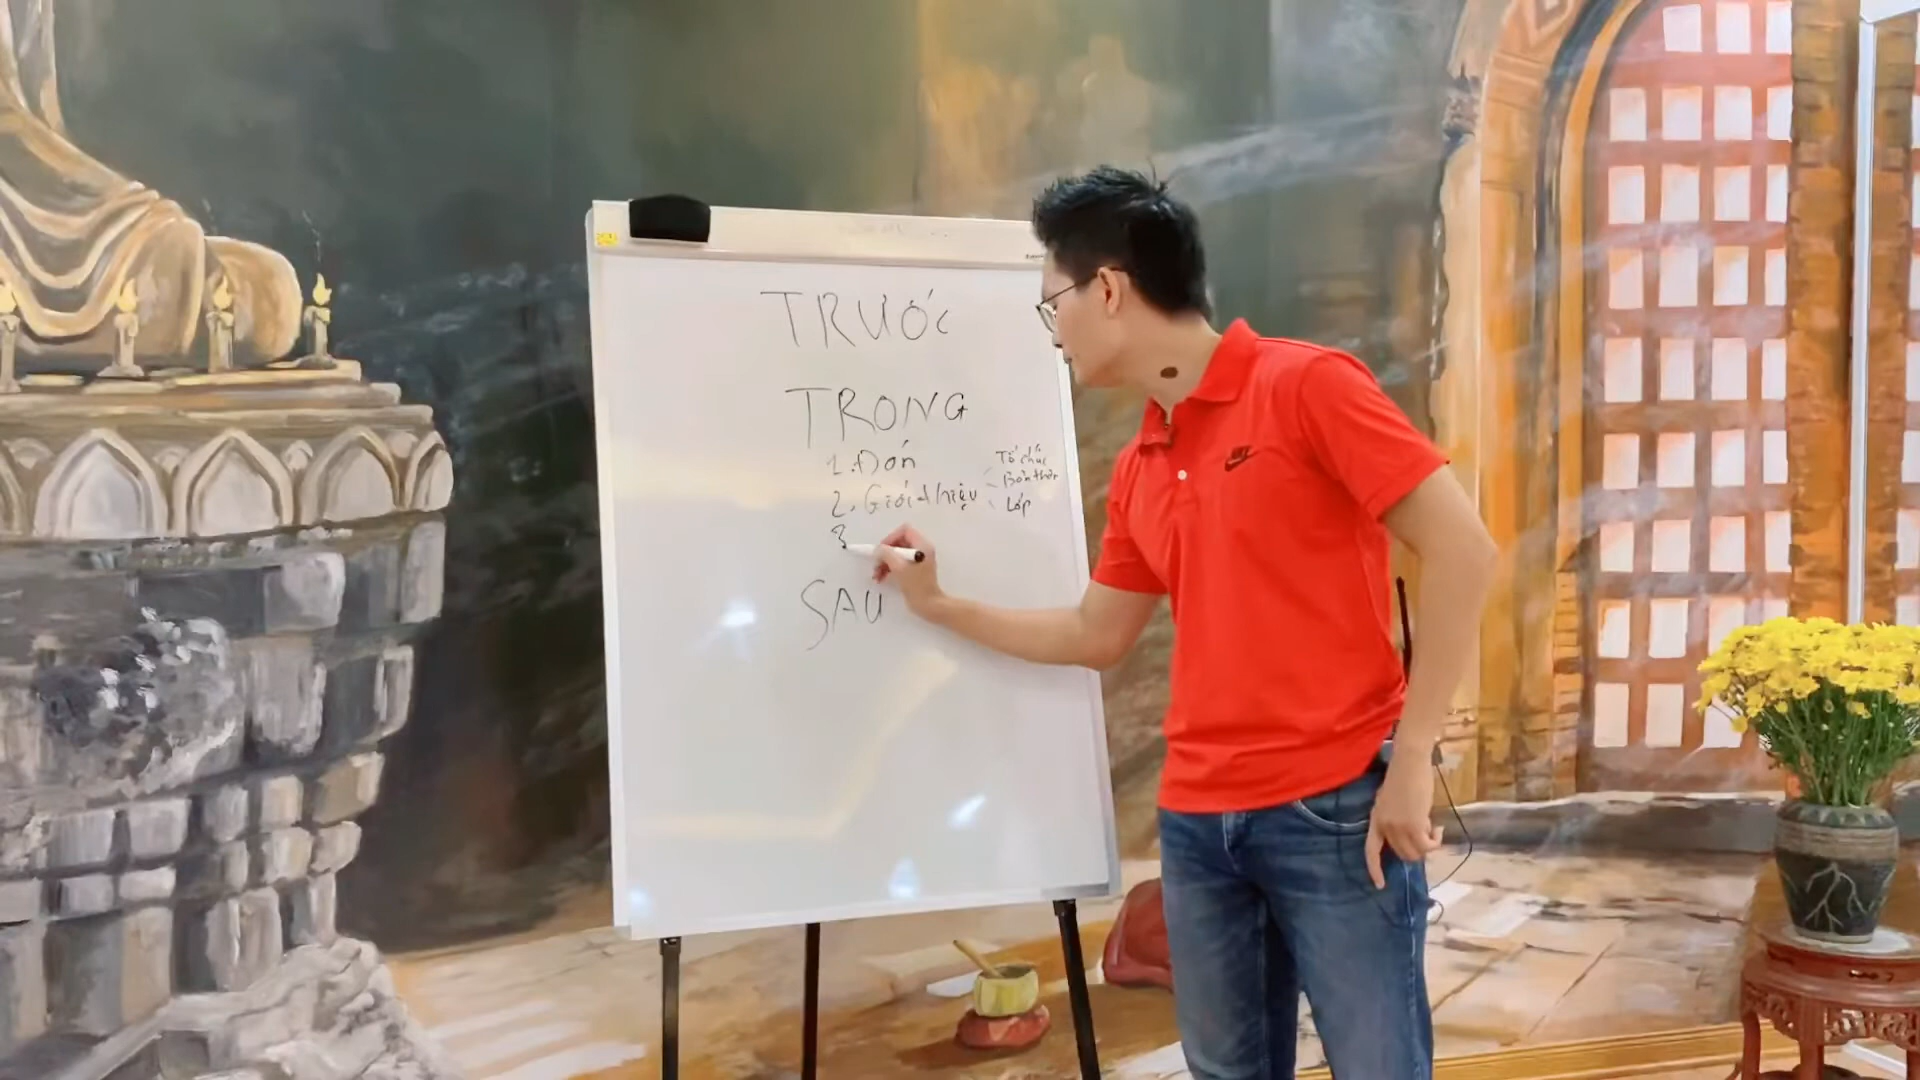 TRƯỚC
TRONG
1. Đón
2. Giới thiệu
Tổ chức
Bản thân
Lớp
3
SAU